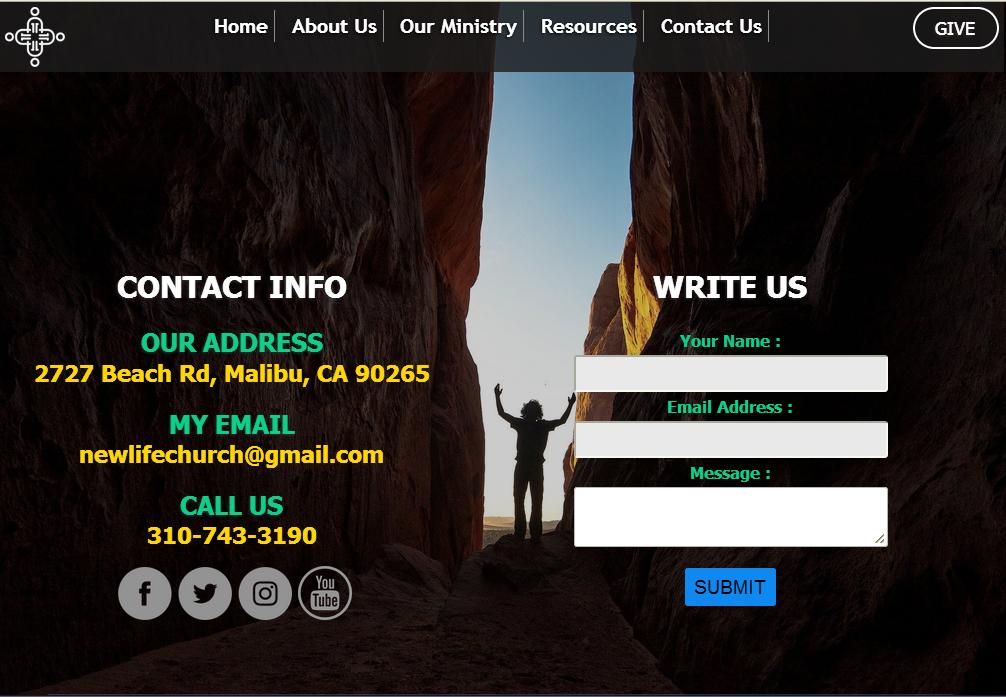 Home
About Us
Our Ministry
Resources
Contact Us
GIVE
CONTACT INFO
OUR ADDRESS
2727 Beach Rd, Malibu, CA 90265
MY EMAIL
newlifechurch@gmail.com
CALL US
310-743-3190
f
You
Tube
WRITE US
Your Name :
Email Address :
Message :
SUBMIT